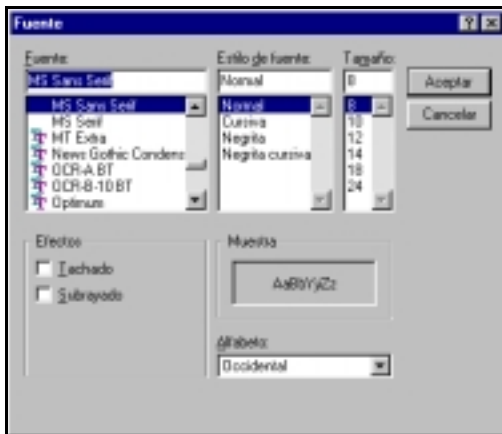 Fuente
Fuente: Estilo de fuente: Tamaño:
MS Sans Serif Normal 8 Aceptar
MS Sans Serif Normal 8 Cancelar
MS Serif Cursiva 10
MT Extra Negrita 12
News Gothic Condens Negrita cursiva 14
OCR-A BT 18
OCR-B-10 BT 24
Optimum
Efectos Muestra
Tachado
Subrayado
AaBbYyZz
Alfabeto:
Occidental